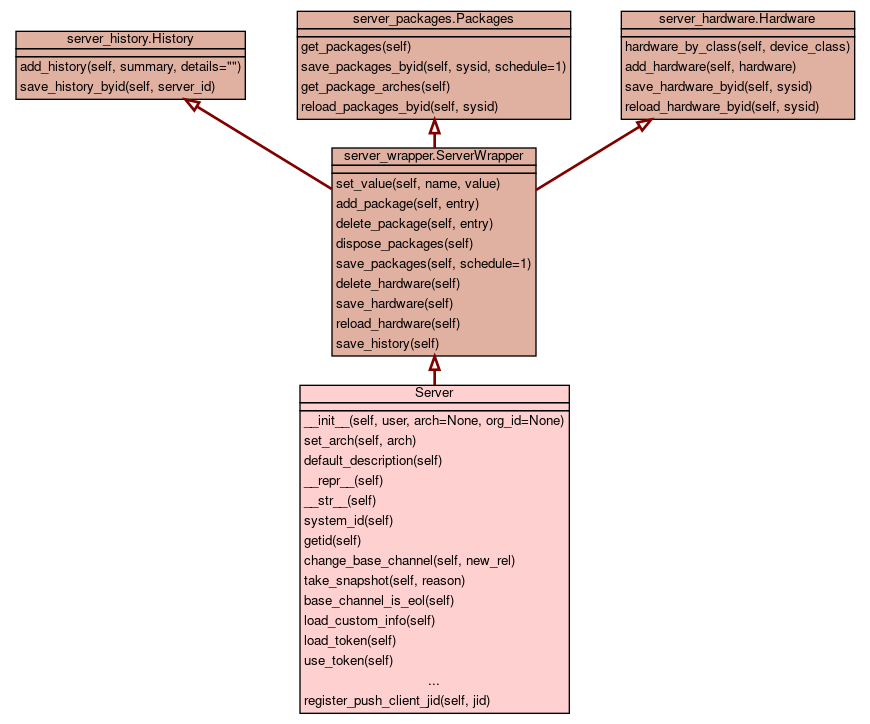 server_history.History
add_history(self, summary, details="")
save_history_byid(self, server_id)
server_packages.Packages
get_packages(self)
save_packages_byid(self, sysid, schedule=1)
get_package_arches(self)
reload_packages_byid(self, sysid)
server_hardware.Hardware
hardware_by_class(self, device_class)
add_hardware(self, hardware)
save_hardware_byid(self, sysid)
reload_hardware_byid(self, sysid)
server_wrapper.ServerWrapper
set_value(self, name, value)
add_package(self, entry)
delete_package(self, entry)
dispose_packages(self)
save_packages(self, schedule=1)
delete_hardware(self)
save_hardware(self)
reload_hardware(self)
save_history(self)
Server
__init__(self, user, arch=None, org_id=None)
set_arch(self, arch)
default_description(self)
__repr__(self)
__str__(self)
system_id(self)
getid(self)
change_base_channel(self, new_rel)
take_snapshot(self, reason)
base_channel_is_eol(self)
load_custom_info(self)
load_token(self)
use_token(self)
...
register_push_client_jid(self, jid)